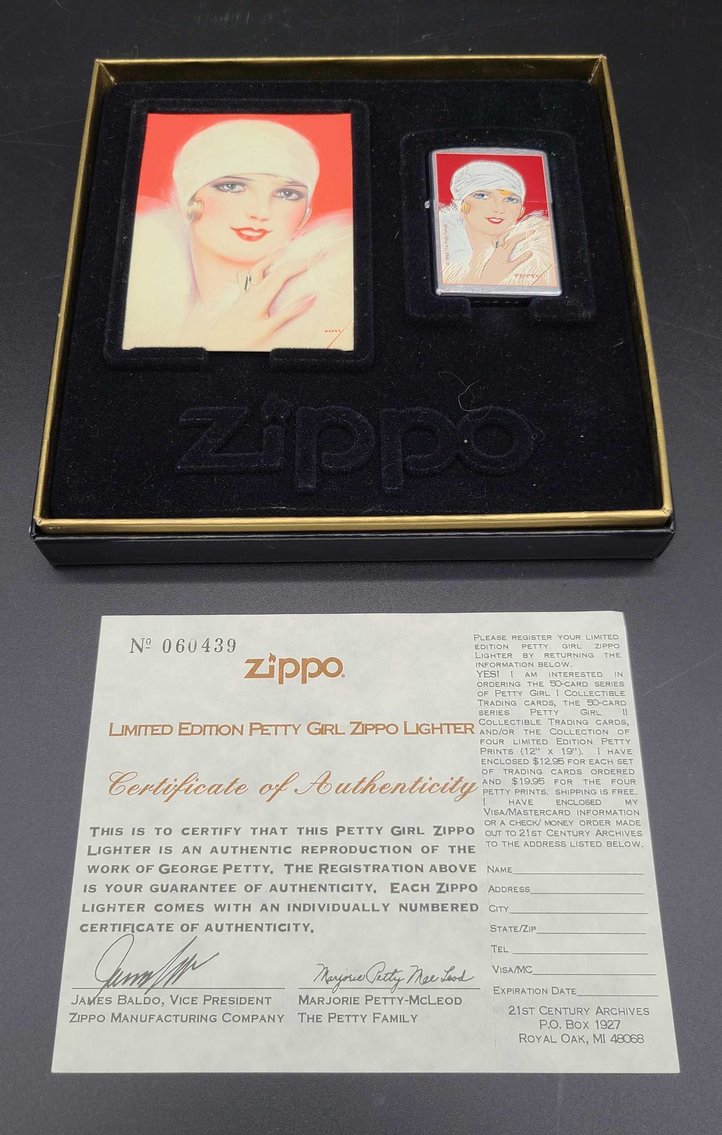 PETTY
zippo
Nº 060439
zippo®
LIMITED EDITION PETTY GIRL ZIPPO LIGHTER
Certificate of Authenticity
THIS IS TO CERTIFY THAT THIS PETTY GIRL ZIPPO
LIGHTER IS AN AUTHENTIC REPRODUCTION OF THE
WORK OF GEORGE PETTY. THE REGISTRATION ABOVE
IS YOUR GUARANTEE OF AUTHENTICITY. EACH ZIPPO
LIGHTER COMES WITH AN INDIVIDUALLY NUMBERED
CERTIFICATE OF AUTHENTICITY.
Marjorie Petty MacLeod
JAMES BALDO, VICE PRESIDENT
ZIPPO MANUFACTURING COMPANY
MARJORIE PETTY-MCLEOD
THE PETTY FAMILY
PLEASE REGISTER YOUR LIMITED
EDITION PETTY GIRL ZIPPO
LIGHTER BY RETURNING THE
INFORMATION BELOW.
YES! I AM INTERESTED IN
ORDERING THE 50-CARD SERIES
OF PETTY GIRL I COLLECTIBLE
TRADING CARDS, THE 50-CARD
SERIES PETTY GIRL II
COLLECTIBLE TRADING CARDS,
AND/OR THE COLLECTION OF
FOUR LIMITED EDITION PETTY
PRINTS (12" X 19"). I HAVE
ENCLOSED $12.95 FOR EACH SET
OF TRADING CARDS ORDERED
AND $19.95 FOR THE FOUR
PETTY PRINTS. SHIPPING IS FREE.
I HAVE ENCLOSED MY
VISA/MASTERCARD INFORMATION
OR A CHECK/ MONEY ORDER MADE
OUT TO 21ST CENTURY ARCHIVES
TO THE ADDRESS LISTED BELOW.
NAME
ADDRESS
CITY
STATE/ZIP
TEL
VISA/MC
EXPIRATION DATE
21ST CENTURY ARCHIVES
P.O. BOX 1927
ROYAL OAK, MI 48068